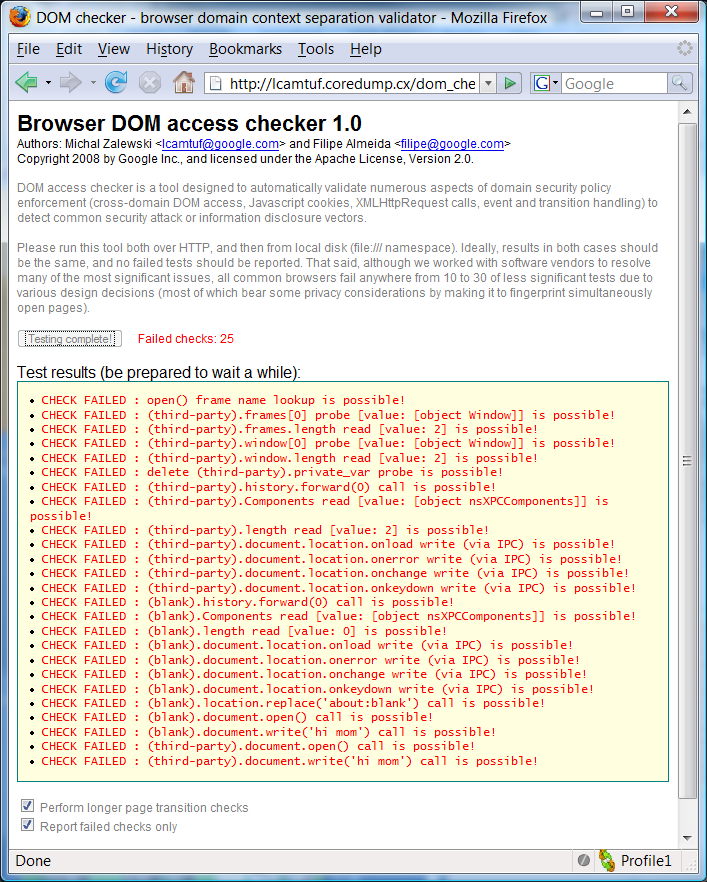 DOM checker - browser domain context separation validator - Mozilla Firefox
File Edit View History Bookmarks Tools Help
http://lcamtuf.coredump.cx/dom_che
G Google
Browser DOM access checker 1.0
Authors: Michal Zalewski <lcamtuf@google.com> and Filipe Almeida <filipe@google.com>
Copyright 2008 by Google Inc., and licensed under the Apache License, Version 2.0.
DOM access checker is a tool designed to automatically validate numerous aspects of domain security policy
enforcement (cross-domain DOM access, Javascript cookies, XMLHttpRequest calls, event and transition handling) to
detect common security attack or information disclosure vectors.
Please run this tool both over HTTP, and then from local disk (file:/// namespace). Ideally, results in both cases should
be the same, and no failed tests should be reported. That said, although we worked with software vendors to resolve
many of the most significant issues, all common browsers fail anywhere from 10 to 30 of less significant tests due to
various design decisions (most of which bear some privacy considerations by making it to fingerprint simultaneously
open pages).
Testing complete! Failed checks: 25
Test results (be prepared to wait a while):
CHECK FAILED : open() frame name lookup is possible!
CHECK FAILED : (third-party).frames[0] probe [value: [object Window]] is possible!
CHECK FAILED : (third-party).frames.length read [value: 2] is possible!
CHECK FAILED : (third-party).window[0] probe [value: [object Window]] is possible!
CHECK FAILED : (third-party).window.length read [value: 2] is possible!
CHECK FAILED : delete (third-party).private_var probe is possible!
CHECK FAILED : (third-party).history.forward(0) call is possible!
CHECK FAILED : (third-party).Components read [value: [object nsXPCComponents]] is
possible!
CHECK FAILED : (third-party).length read [value: 2] is possible!
CHECK FAILED : (third-party).document.location.onload write (via IPC) is possible!
CHECK FAILED : (third-party).document.location.onerror write (via IPC) is possible!
CHECK FAILED : (third-party).document.location.onchange write (via IPC) is possible!
CHECK FAILED : (third-party).document.location.onkeydown write (via IPC) is possible!
CHECK FAILED : (blank).history.forward(0) call is possible!
CHECK FAILED : (blank).Components read [value: [object nsXPCComponents]] is possible!
CHECK FAILED : (blank).length read [value: 0] is possible!
CHECK FAILED : (blank).document.location.onload write (via IPC) is possible!
CHECK FAILED : (blank).document.location.onerror write (via IPC) is possible!
CHECK FAILED : (blank).document.location.onchange write (via IPC) is possible!
CHECK FAILED : (blank).document.location.onkeydown write (via IPC) is possible!
CHECK FAILED : (blank).location.replace('about:blank') call is possible!
CHECK FAILED : (blank).document.open() call is possible!
CHECK FAILED : (blank).document.write('hi mom') call is possible!
CHECK FAILED : (third-party).document.open() call is possible!
CHECK FAILED : (third-party).document.write('hi mom') call is possible!
Perform longer page transition checks
Report failed checks only
Done Profile1